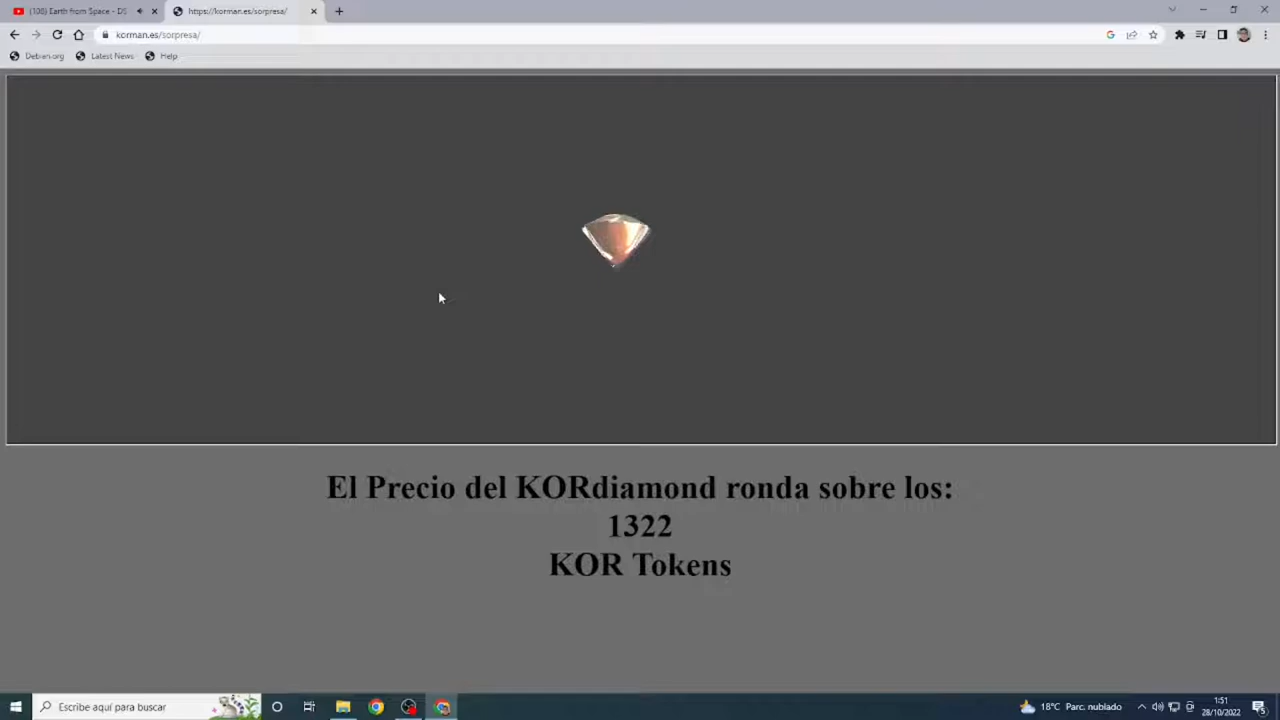 (100) Earth from Space - DS
https://korman.es/sorpresa/
korman.es/sorpresa/
Debian.org
Latest News
Help
El Precio del KORdiamond ronda sobre los:
1322
KOR Tokens
Escribe aquí para buscar
18°C Parc. nublado
1:51
28/10/2022